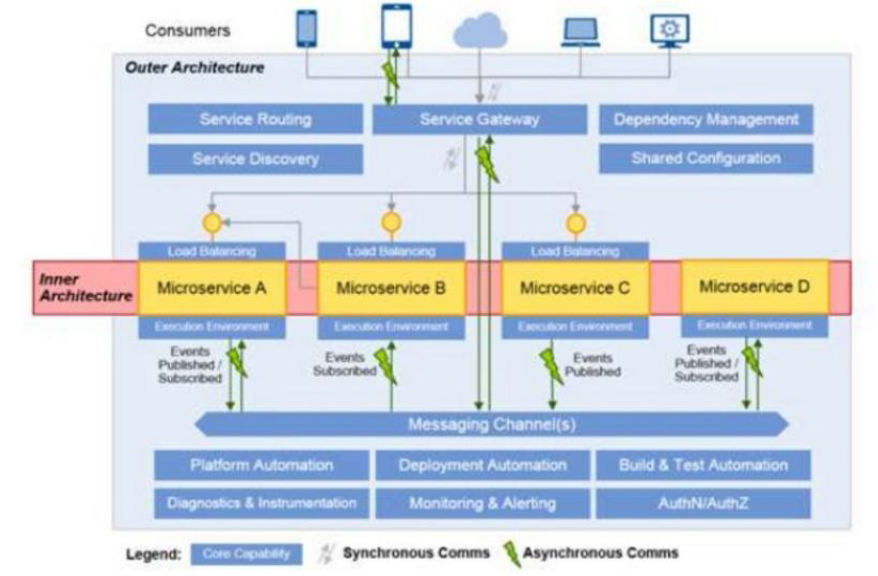 Consumers
Outer Architecture
Service Routing
Service Gateway
Dependency Management
Service Discovery
Shared Configuration
Load Balancing
Load Balancing
Load Balancing
Inner
Architecture
Microservice A
Microservice B
Microservice C
Microservice D
Execution Environment
Execution Environment
Execution Environment
Execution Environment
Events
Published /
Subscribed
Events
Subscribed
Events
Published
Events
Published /
Subscribed
Messaging Channel(s)
Platform Automation
Deployment Automation
Build & Test Automation
Diagnostics & Instrumentation
Monitoring & Alerting
AuthN/AuthZ
Legend:
Core Capability
Synchronous Comms
Asynchronous Comms